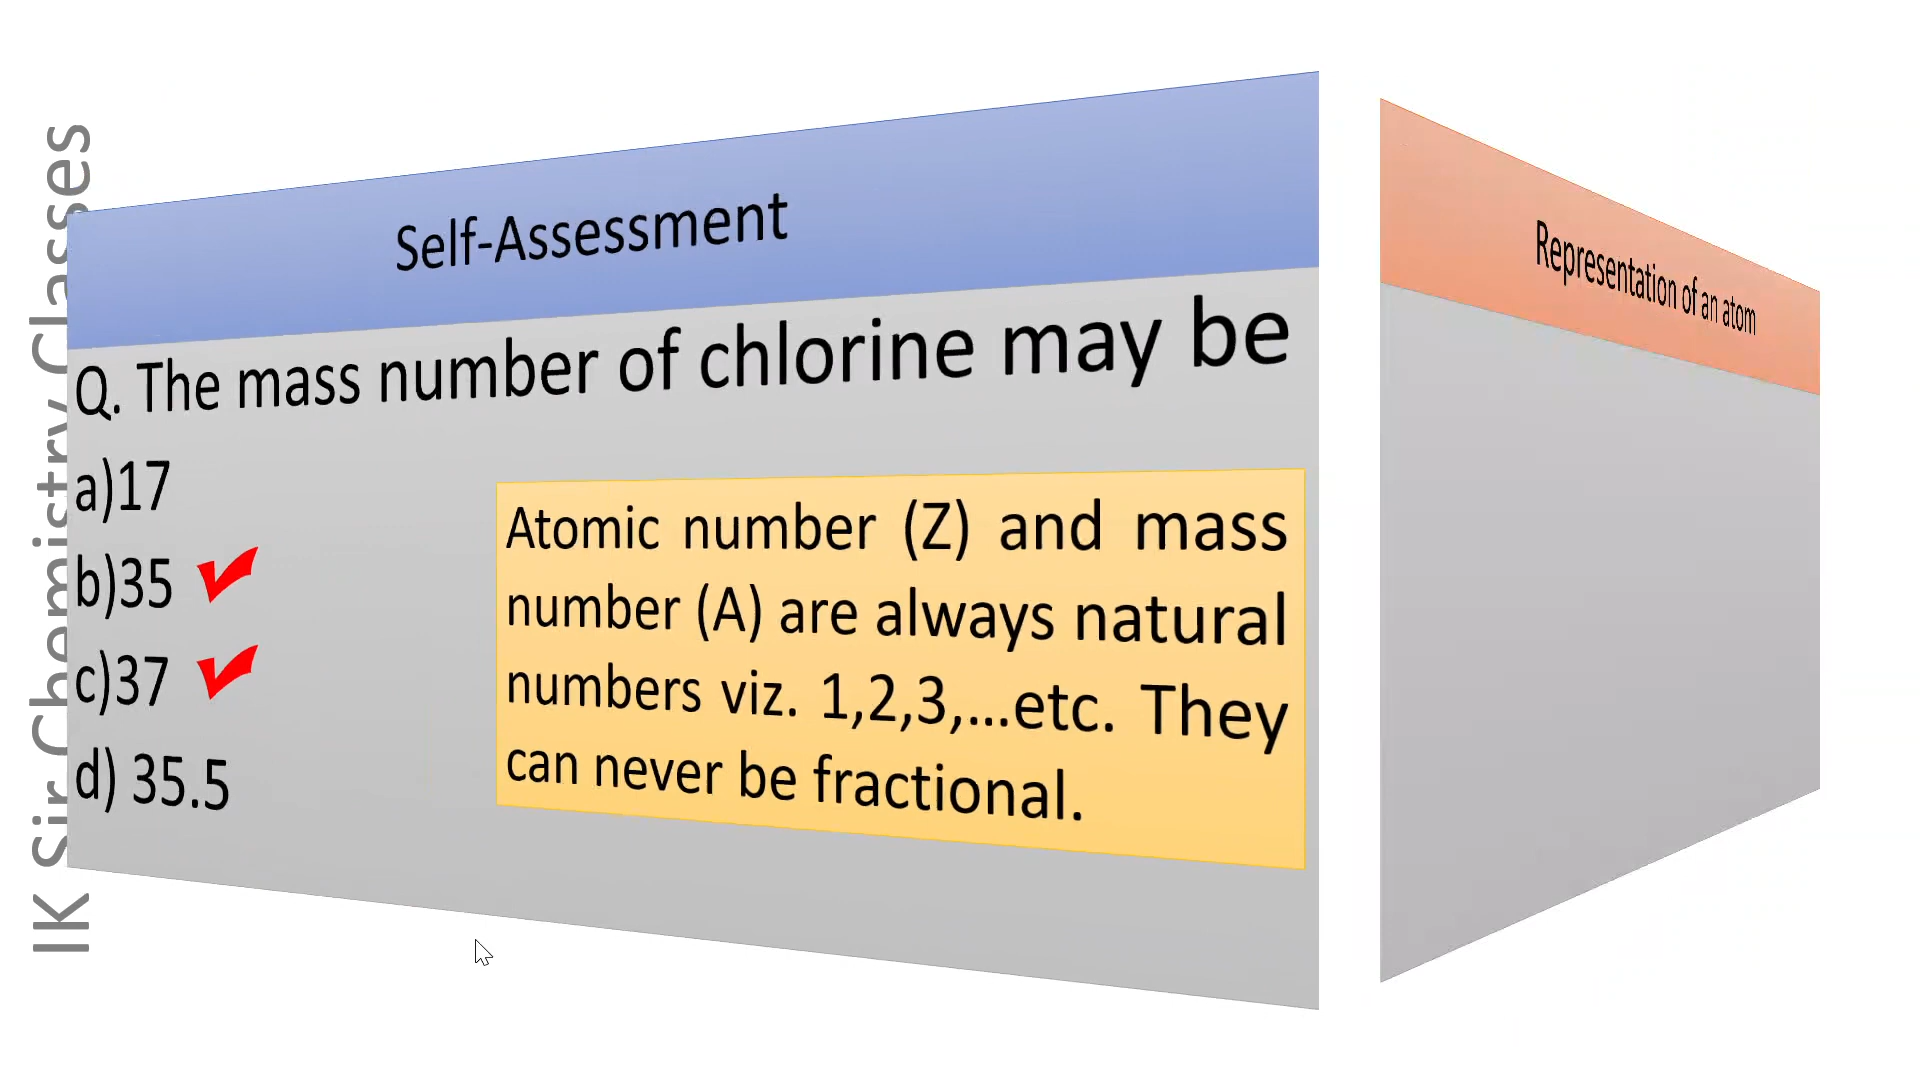 IK Sir Chemistry Classes
Self-Assessment
Q. The mass number of chlorine may be
a)17
b)35
c)37
d) 35.5
Atomic number (Z) and mass
number (A) are always natural
numbers viz. 1,2,3,...etc. They
can never be fractional.
Representation of an atom